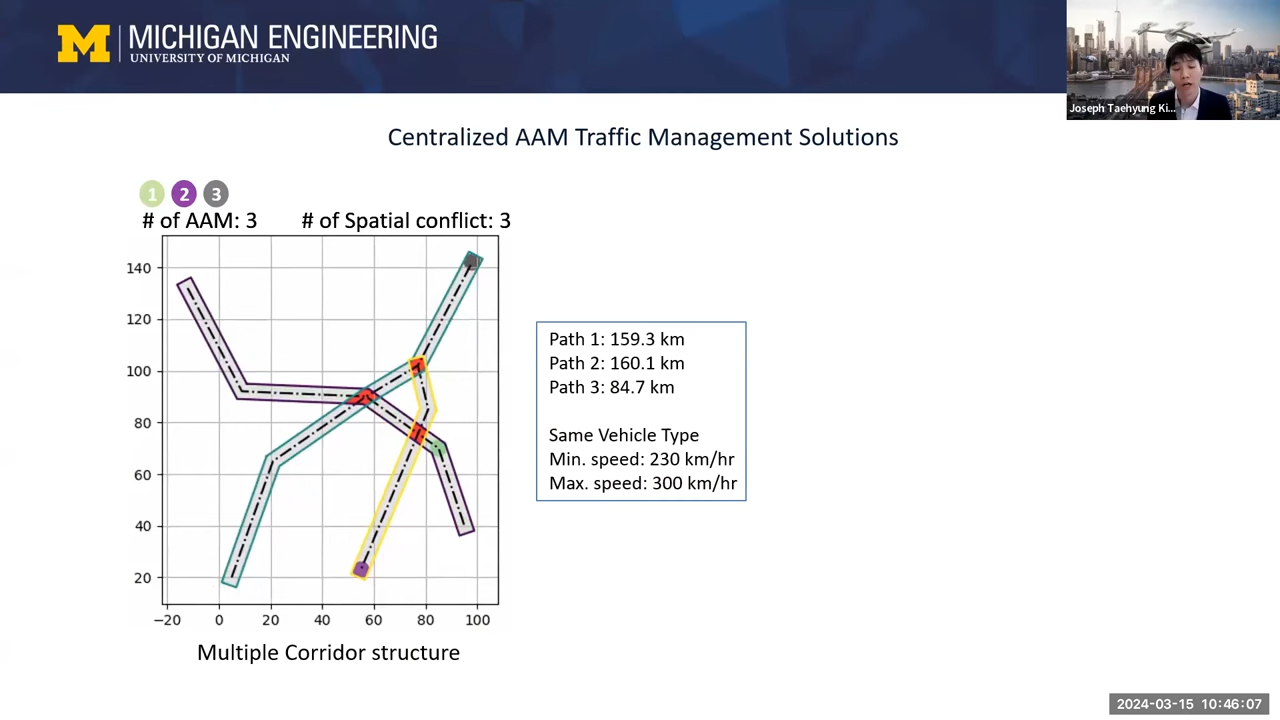 M
MICHIGAN ENGINEERING
UNIVERSITY OF MICHIGAN
Joseph Taehyung Ki...
Centralized AAM Traffic Management Solutions
1 2 3
# of AAM: 3 # of Spatial conflict: 3
140
120
100
80
60
40
20
−20 0 20 40 60 80 100
Multiple Corridor structure
Path 1: 159.3 km
Path 2: 160.1 km
Path 3: 84.7 km
Same Vehicle Type
Min. speed: 230 km/hr
Max. speed: 300 km/hr
2024-03-15 10:46:07